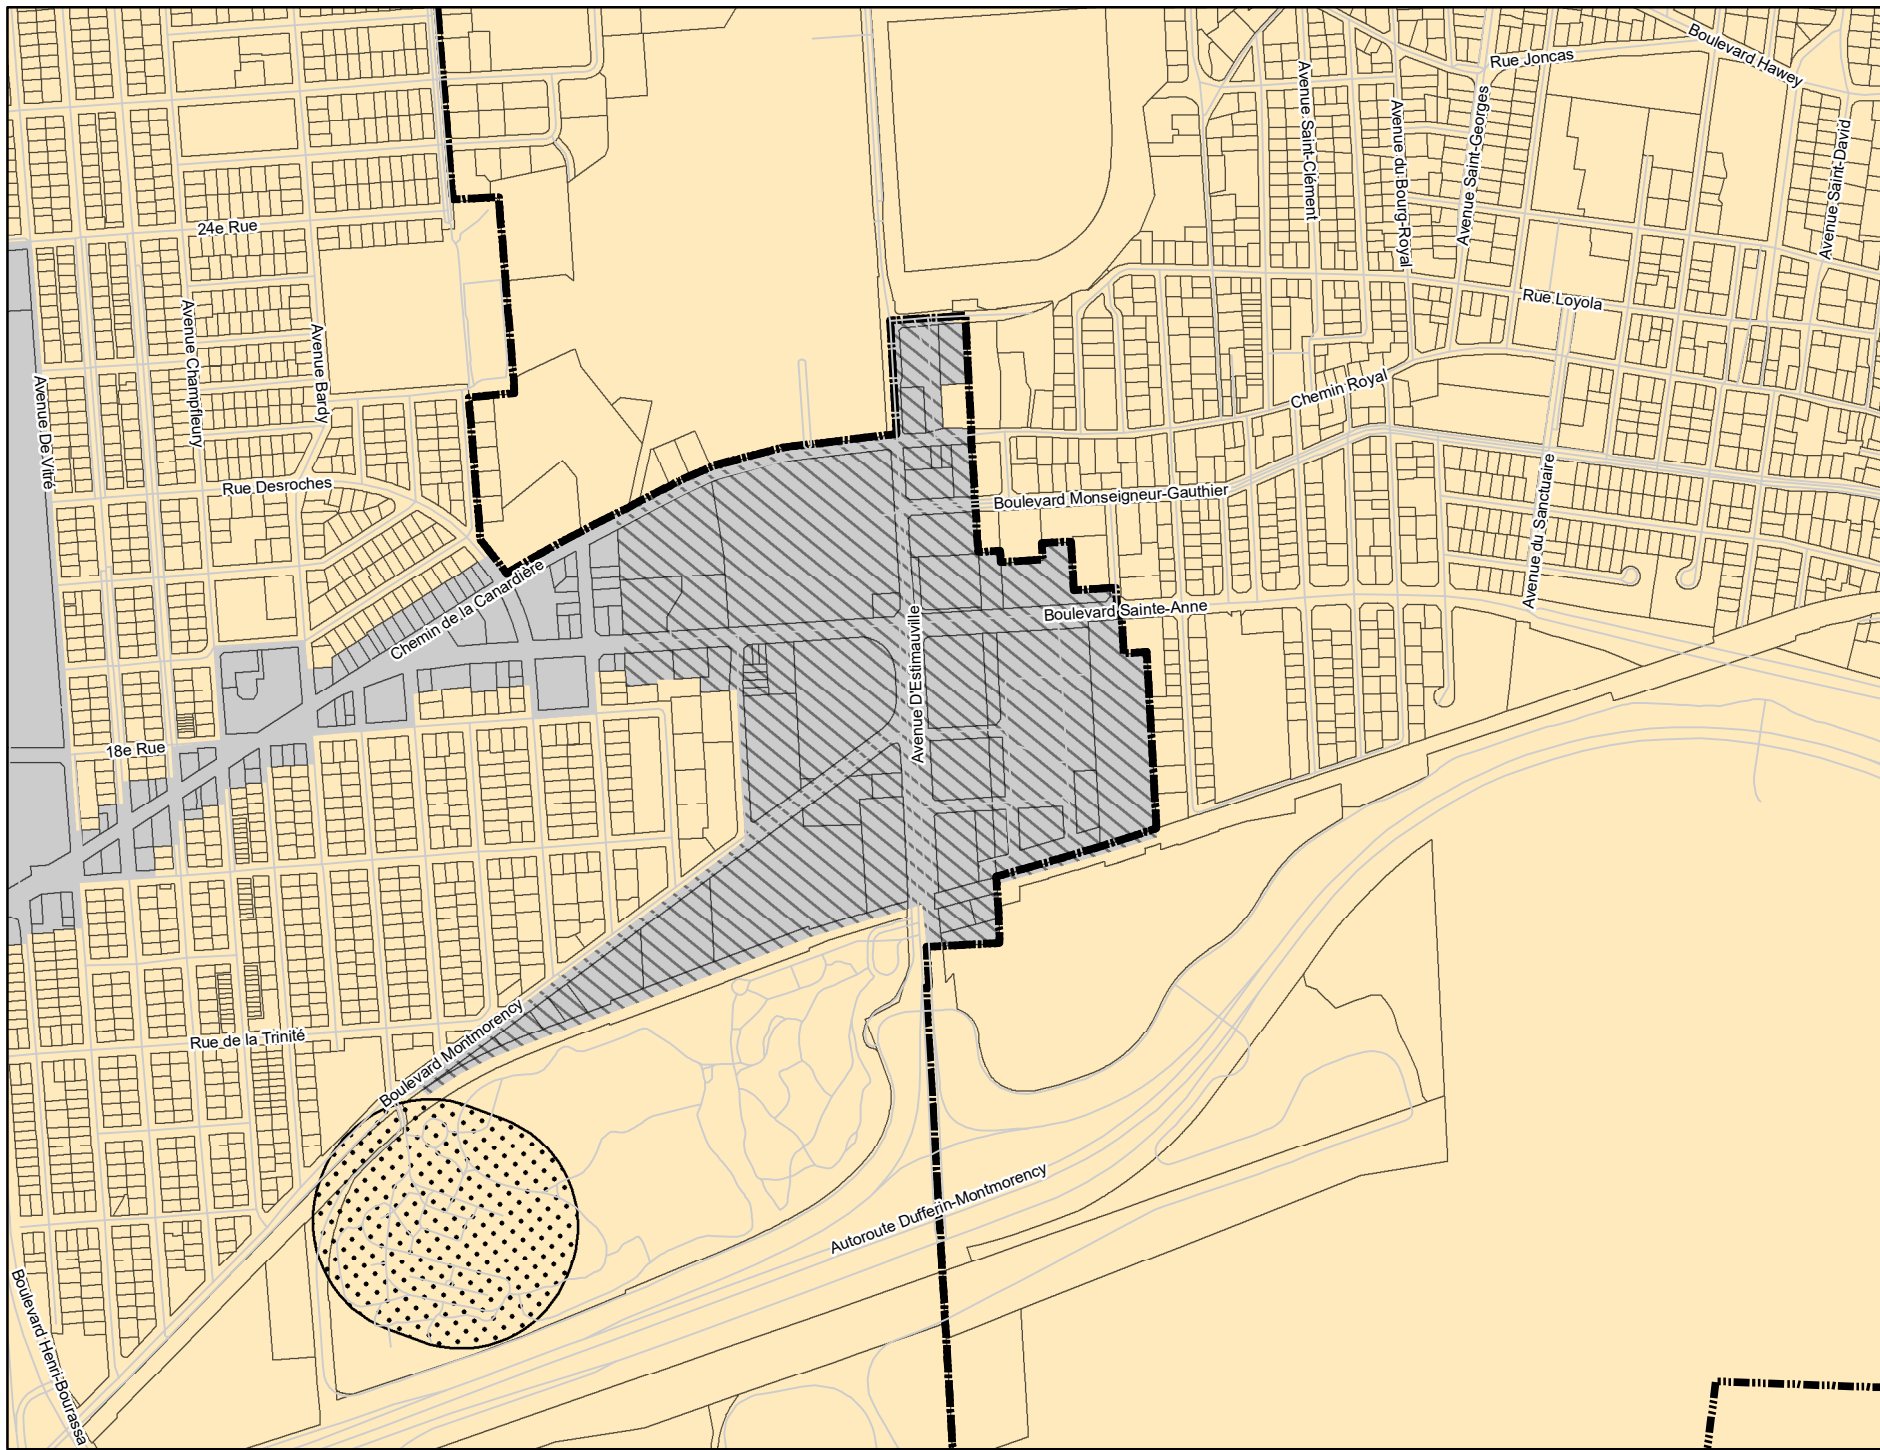 Boulevard Hawey
Rue Joncas
Avenue Saint-Clément
Avenue du Bourg-Royal
Avenue Saint-Georges
Avenue Saint-David
24e Rue
Rue Loyola
Avenue Champfleury
Avenue Bardy
Avenue De Vitré
Chemin Royal
Rue Desroches
Boulevard Monseigneur-Gauthier
Avenue du Sanctuaire
Chemin de la Canardière
Boulevard Sainte-Anne
Avenue D'Estimauville
18e Rue
Rue de la Trinité
Boulevard Montmorency
Autoroute Dufferin-Montmorency
Boulevard Henri-Bourassa